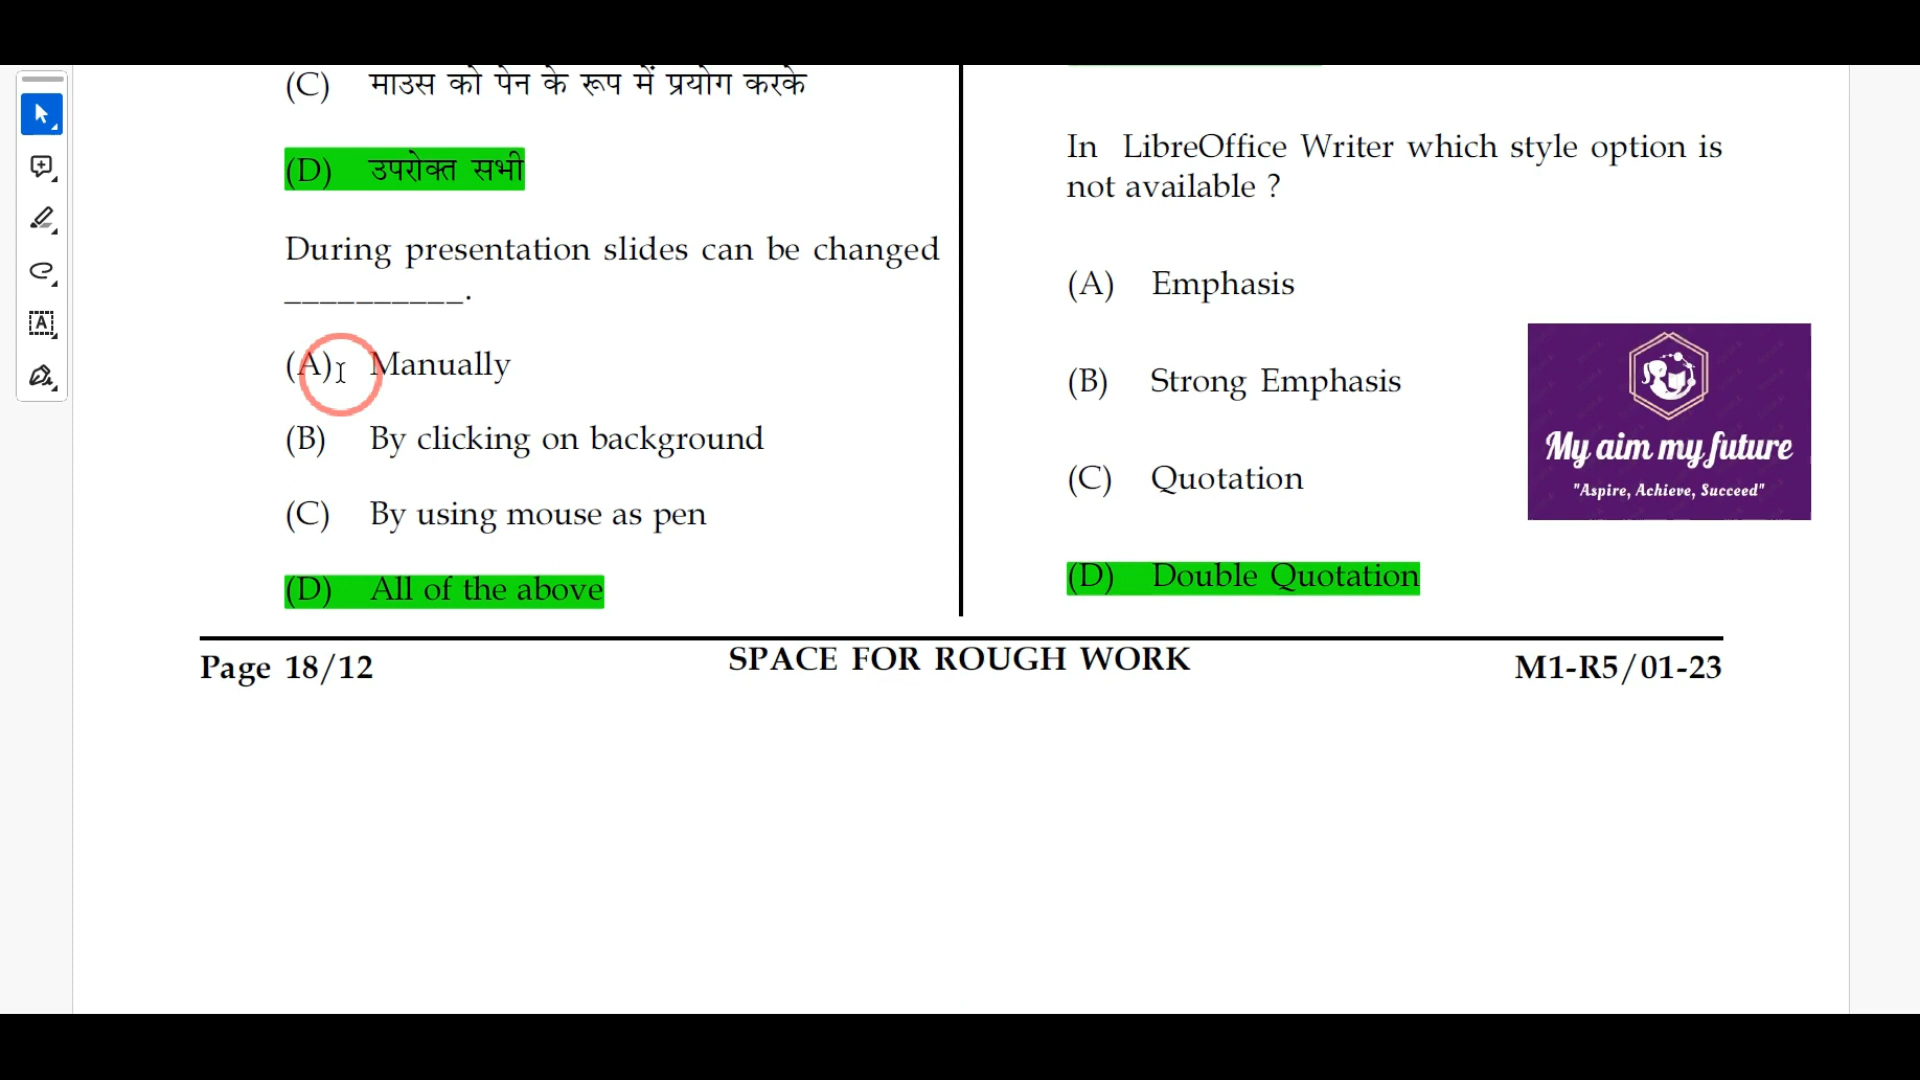 (C) माउस को पेन के रूप में प्रयोग करके
(D) उपरोक्त सभी
During presentation slides can be changed
__________.
(A) Manually
(B) By clicking on background
(C) By using mouse as pen
(D) All of the above
In LibreOffice Writer which style option is
not available ?
(A) Emphasis
(B) Strong Emphasis
(C) Quotation
(D) Double Quotation
My aim my future
"Aspire, Achieve, Succeed"
Page 18/12
SPACE FOR ROUGH WORK
M1-R5/01-23